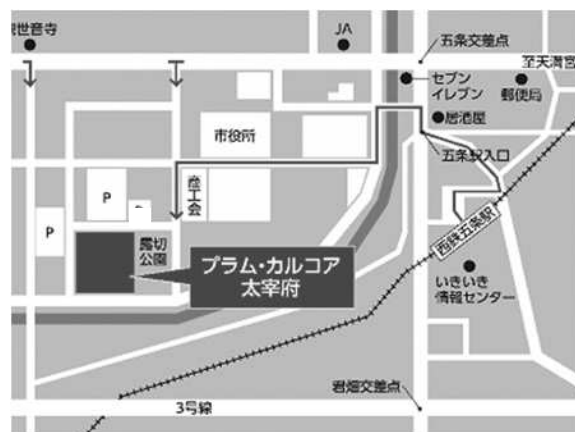 世音寺
JA
五条交差点
至天満宮
セブン
イレブン
郵便局
居酒屋
市役所
五条駅入口
産工会
P
P
露切
公園
プラム・カルコア
太宰府
西鉄五条駅
いきいき
情報センター
君畑交差点
3号線